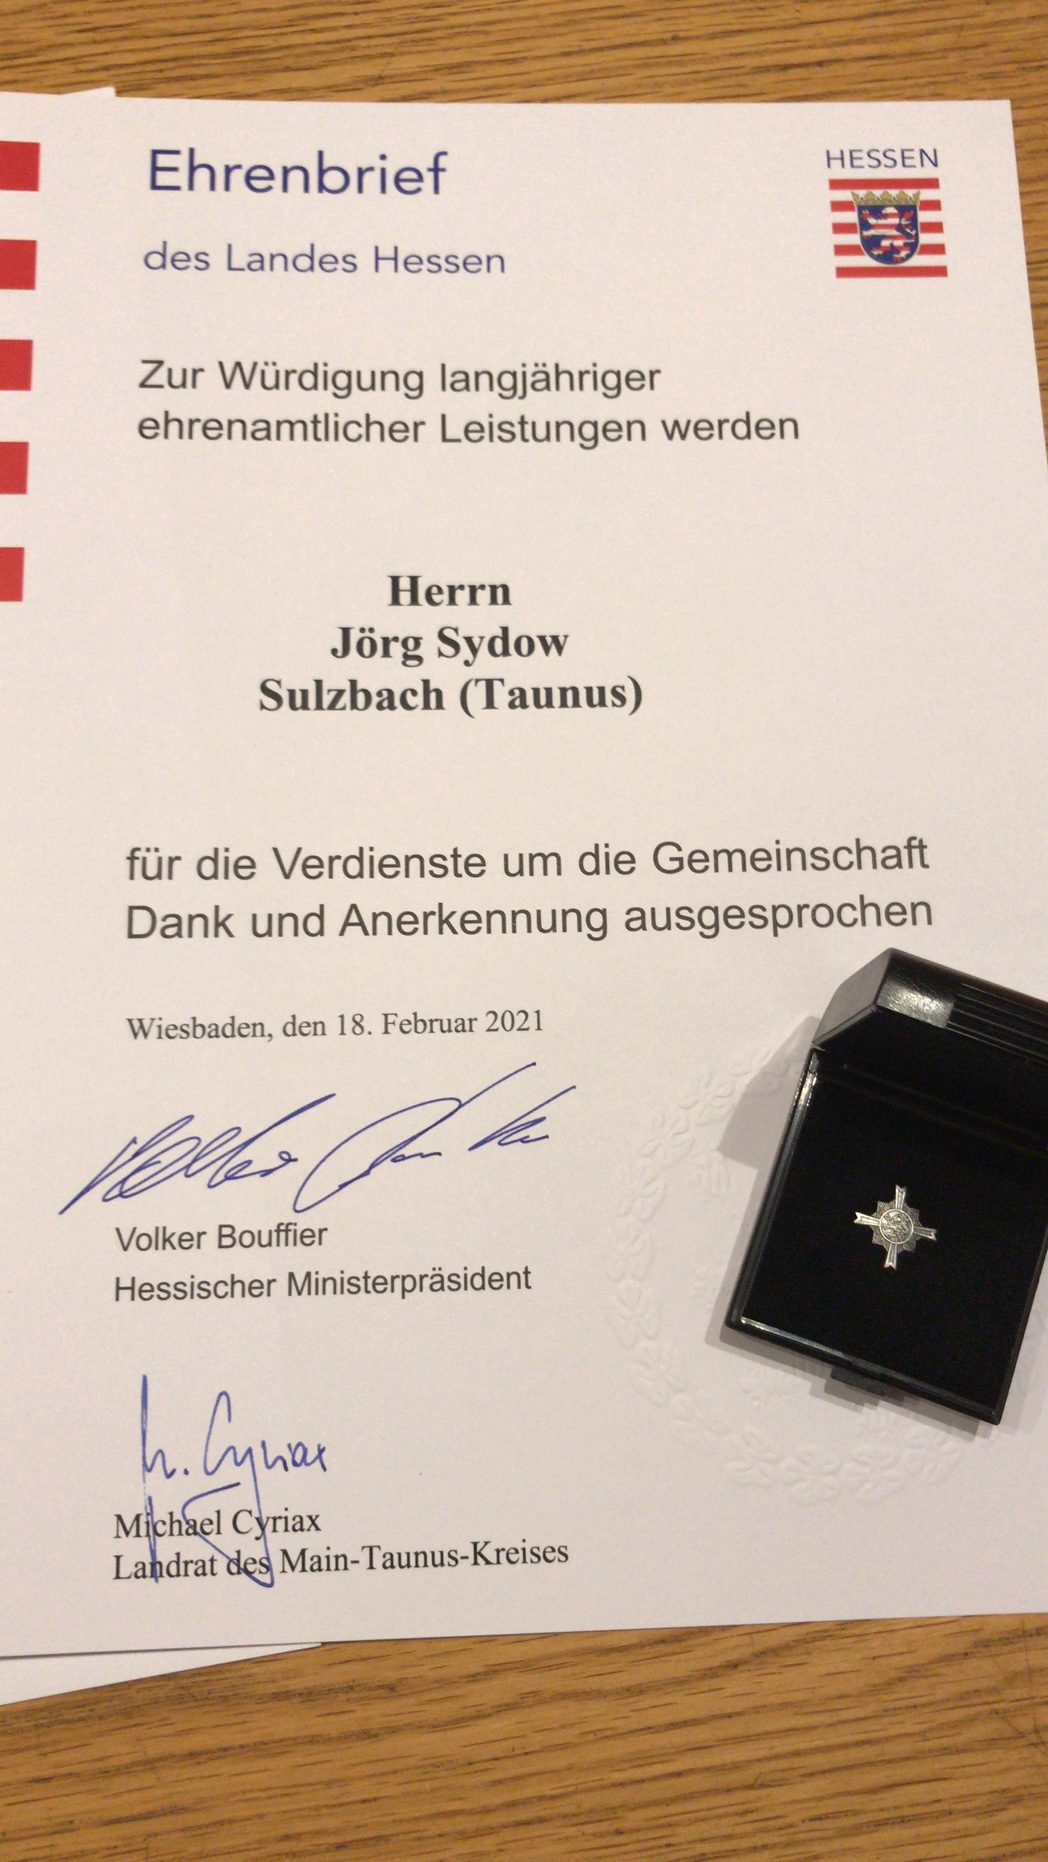 Ehrenbrief
des Landes Hessen
HESSEN
Zur Würdigung langjähriger
ehrenamtlicher Leistungen werden
Herrn
Jörg Sydow
Sulzbach (Taunus)
für die Verdienste um die Gemeinschaft
Dank und Anerkennung ausgesprochen
Wiesbaden, den 18. Februar 2021
Volker Bouffier
Hessischer Ministerpräsident
M. Cyriax
Michael Cyriax
Landrat des Main-Taunus-Kreises